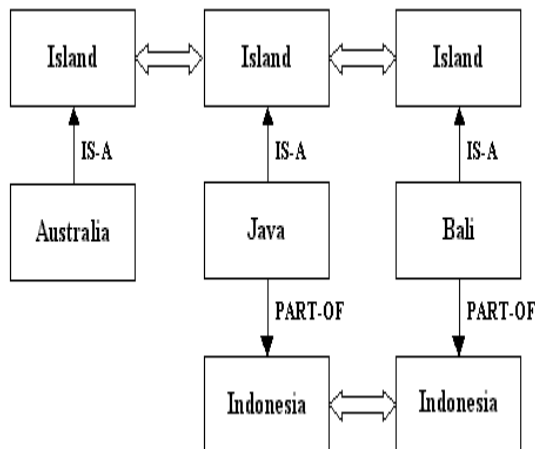 Island Island Island
IS-A IS-A IS-A
Australia Java Bali
PART-OF PART-OF
Indonesia Indonesia